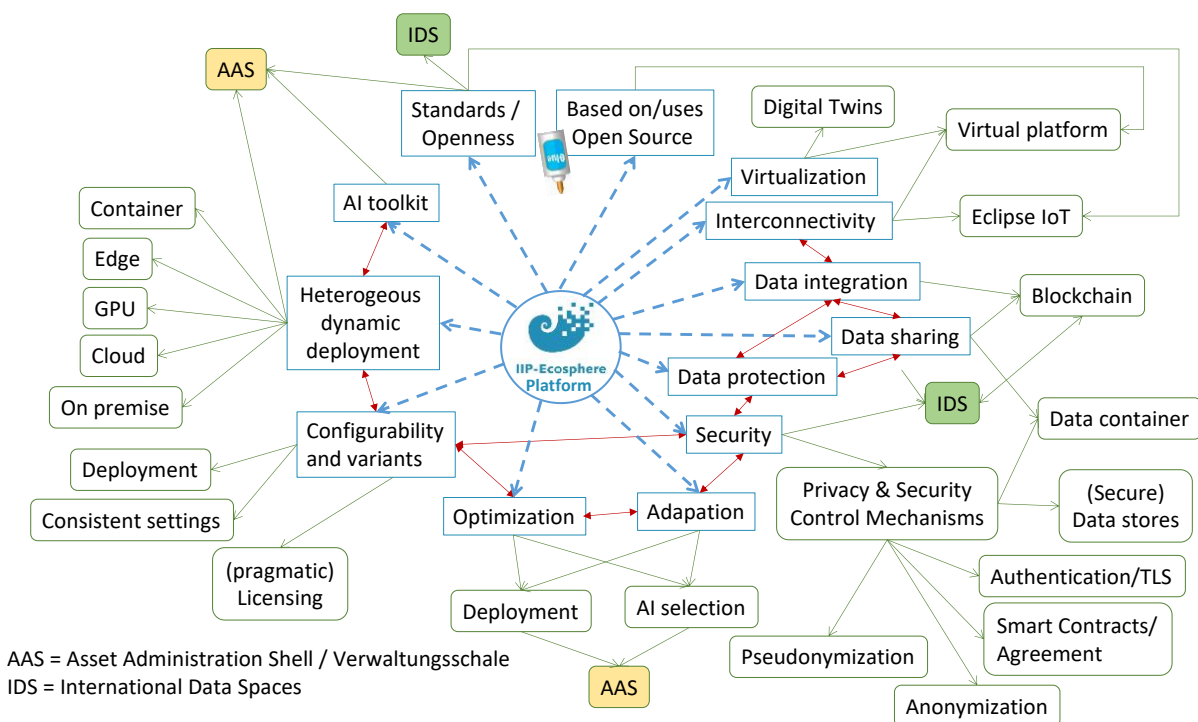 IDS
AAS
Standards /
Openness
Based on/uses
Open Source
Blue
Digital Twins
Virtual platform
Virtualization
AI toolkit
Container
Interconnectivity
Eclipse IoT
Edge
Data integration
Heterogeous
dynamic
deployment
GPU
Blockchain
Cloud
Data sharing
IIP-Ecosphere
Platform
Data protection
On premise
IDS
Data container
Configurability
and variants
Security
Deployment
Privacy & Security
Control Mechanisms
(Secure)
Data stores
Consistent settings
Optimization
Adapation
(pragmatic)
Licensing
Authentication/TLS
Deployment
AI selection
Smart Contracts/
Agreement
Pseudonymization
AAS = Asset Administration Shell / Verwaltungsschale
IDS = International Data Spaces
AAS
Anonymization